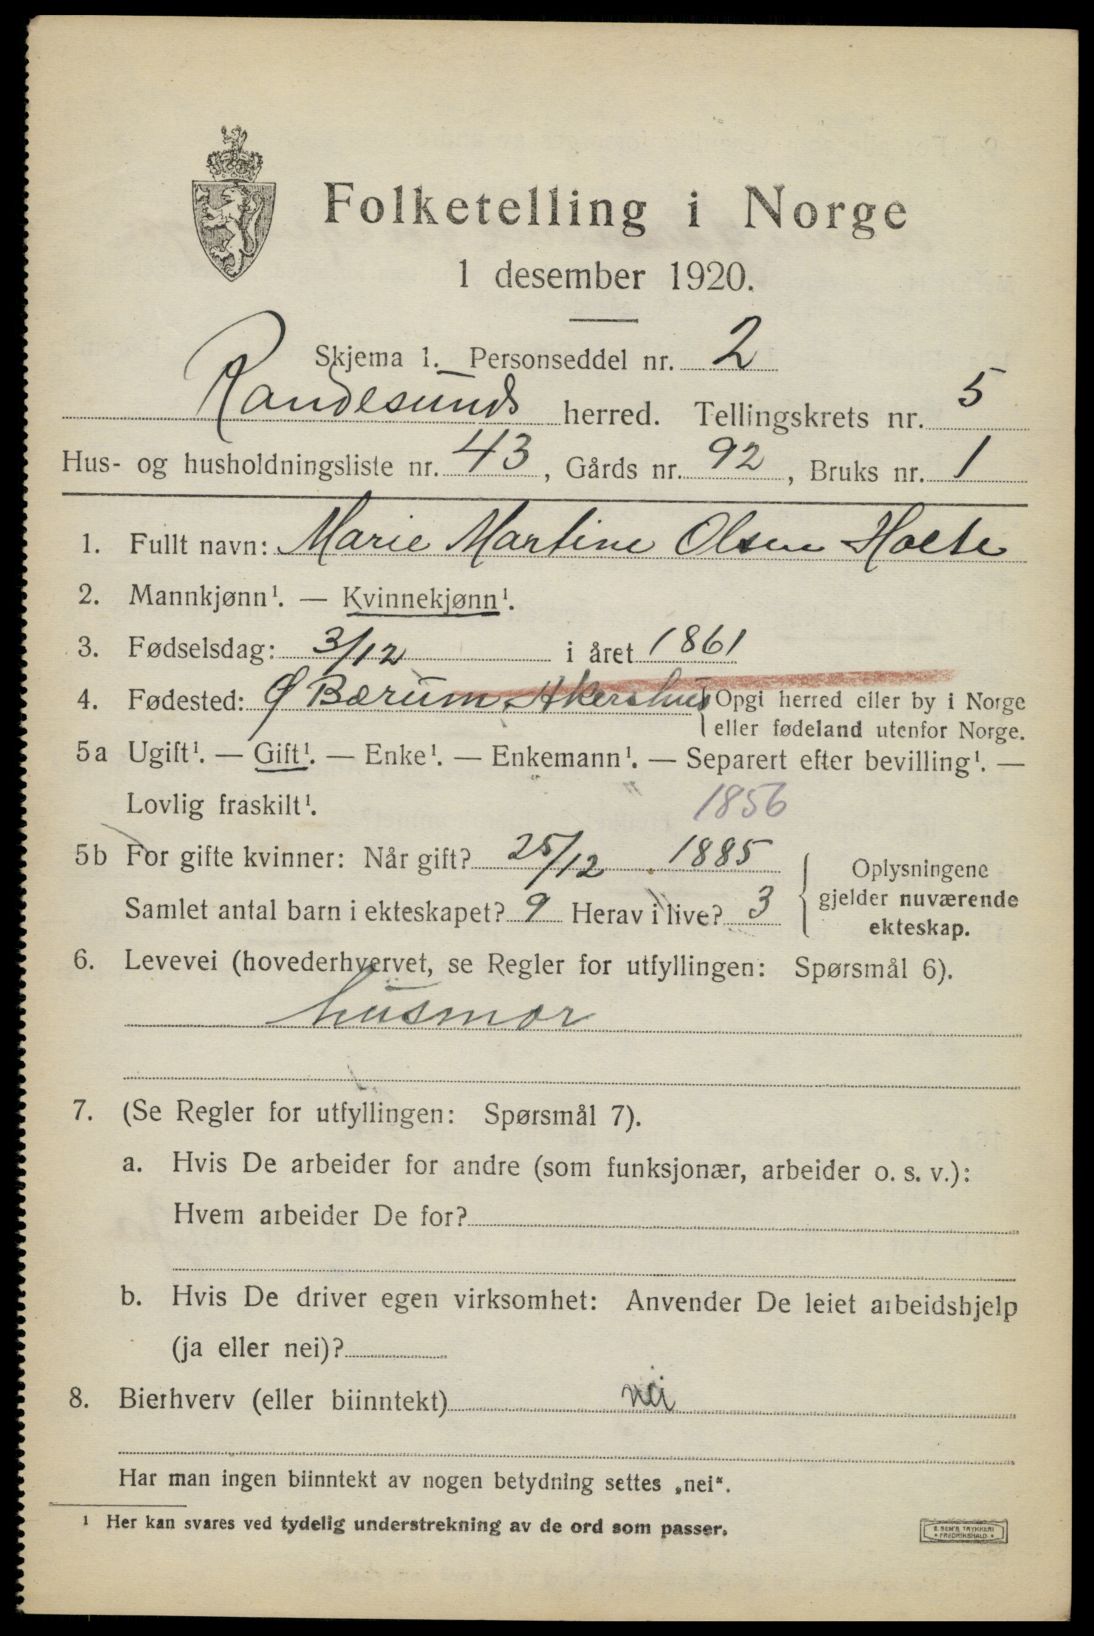 Folketelling i Norge
1 desember 1920.
Skjema 1. Personseddel nr. 2
Randesunds herred. Tellingskrets nr. 5
Hus- og husholdningsliste nr. 43, Gårds nr. 92, Bruks nr. 1
1. Fullt navn: Marie Martine Olsen Holte
2. Mannkjønn¹. — Kvinnekjønn¹.
3. Fødselsdag: 3/12 i året 1861
4. Fødested: Ø Bærum Akershus { Opgi herred eller by i Norge
eller fødeland utenfor Norge.
5a Ugift¹. — Gift¹. — Enke¹. — Enkemann¹. — Separert efter bevilling¹. —
Lovlig fraskilt¹. 1856
5b For gifte kvinner: Når gift? 25/12 1885
Samlet antal barn i ekteskapet? 9 Herav i live? 3
{ Oplysningene
gjelder nuværende
ekteskap.
6. Levevei (hovederhvervet, se Regler for utfyllingen: Spørsmål 6).
husmor
7. (Se Regler for utfyllingen: Spørsmål 7).
a. Hvis De arbeider for andre (som funksjonær, arbeider o. s. v.):
Hvem arbeider De for?
b. Hvis De driver egen virksomhet: Anvender De leiet arbeidshjelp
(ja eller nei)?
8. Bierhverv (eller biinntekt) nei
Har man ingen biinntekt av nogen betydning settes „nei“.
¹ Her kan svares ved tydelig understrekning av de ord som passer.
E. SEM'S TRYKKERI
• FREDRIKSHALD •